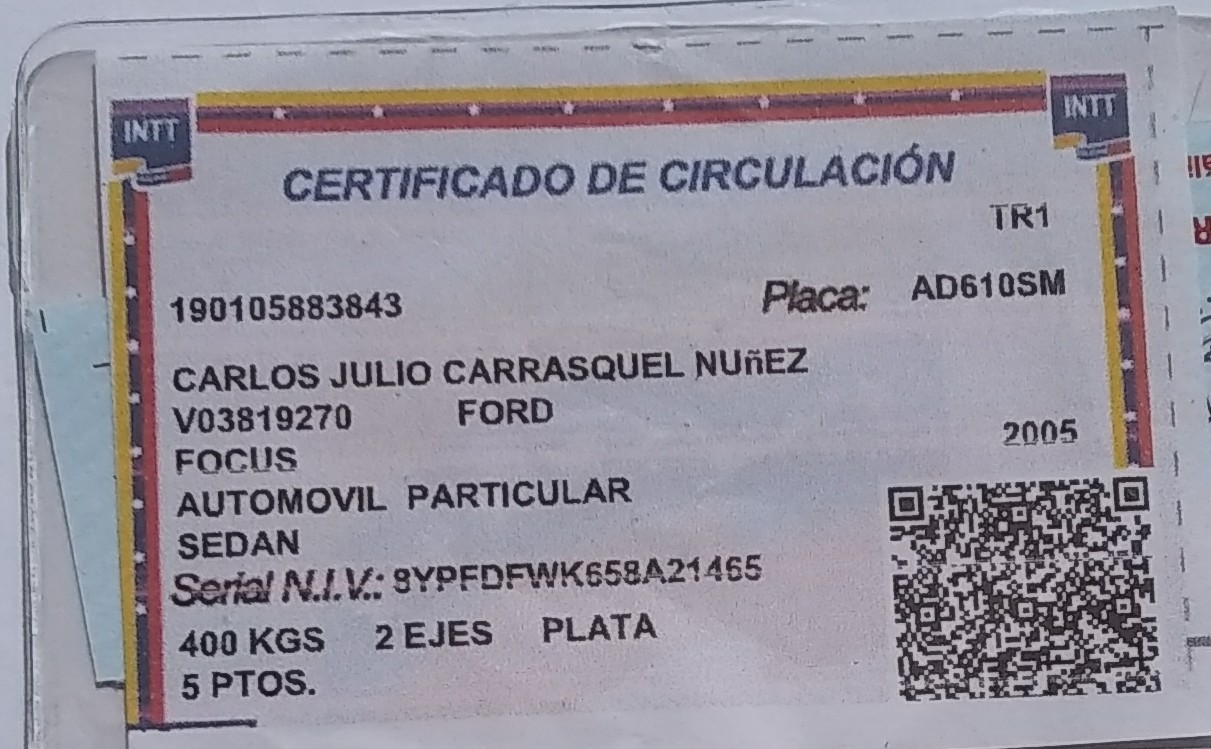 INTT
INTT
CERTIFICADO DE CIRCULACIÓN
TR1
190105883843 Placa: AD610SM
CARLOS JULIO CARRASQUEL NUñEZ
V03819270 FORD
FOCUS 2005
AUTOMOVIL PARTICULAR
SEDAN
Serial N.I.V.: 8YPFDFWK658A21465
400 KGS 2 EJES PLATA
5 PTOS.